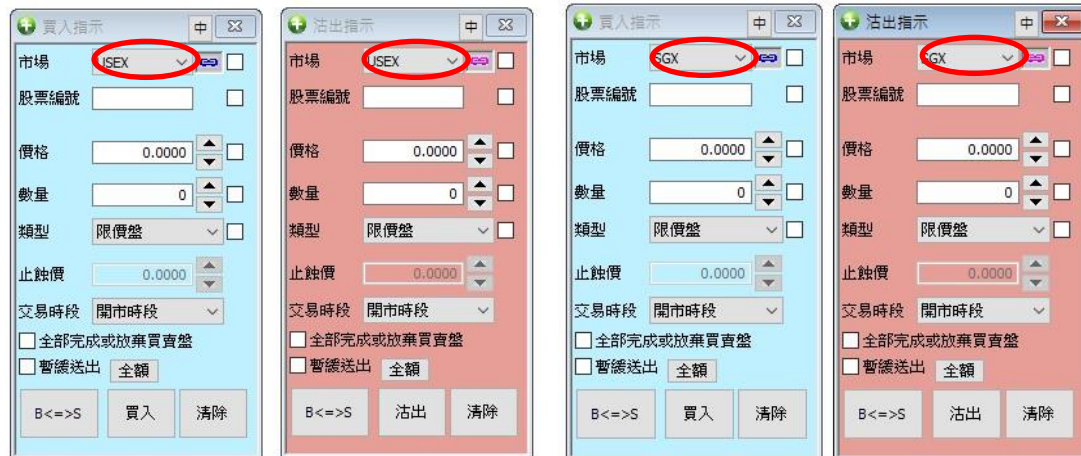 買入指示 中
市場 USEX
股票編號
價格 0.0000
數量 0
類型 限價盤
止蝕價 0.0000
交易時段 開市時段
全部完成或放棄買賣盤
暫緩送出 全額
B<=>S 買入 清除
沽出指示 中
市場 USEX
股票編號
價格 0.0000
數量 0
類型 限價盤
止蝕價 0.0000
交易時段 開市時段
全部完成或放棄買賣盤
暫緩送出 全額
B<=>S 沽出 清除
買入指示 中
市場 SGX
股票編號
價格 0.0000
數量 0
類型 限價盤
止蝕價 0.0000
交易時段 開市時段
全部完成或放棄買賣盤
暫緩送出 全額
B<=>S 買入 清除
沽出指示 中
市場 SGX
股票編號
價格 0.0000
數量 0
類型 限價盤
止蝕價 0.0000
交易時段 開市時段
全部完成或放棄買賣盤
暫緩送出 全額
B<=>S 沽出 清除